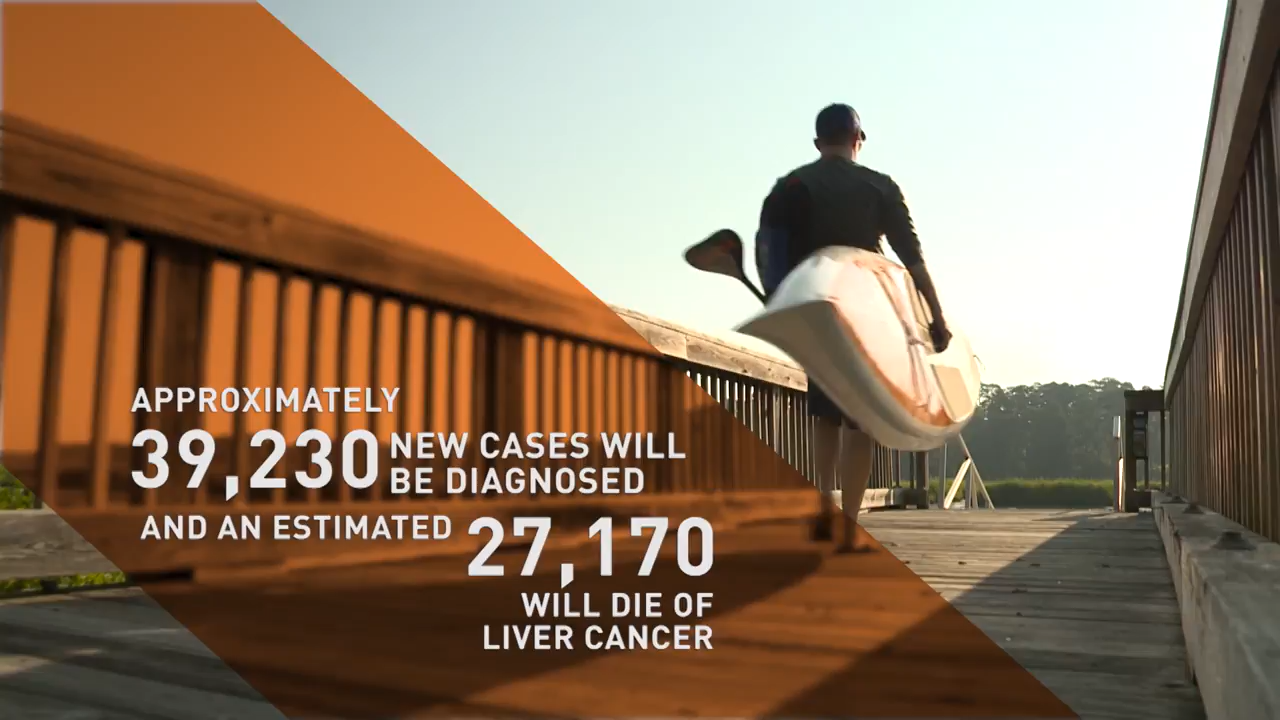 APPROXIMATELY
39,230 NEW CASES WILL
BE DIAGNOSED
AND AN ESTIMATED 27,170
WILL DIE OF
LIVER CANCER